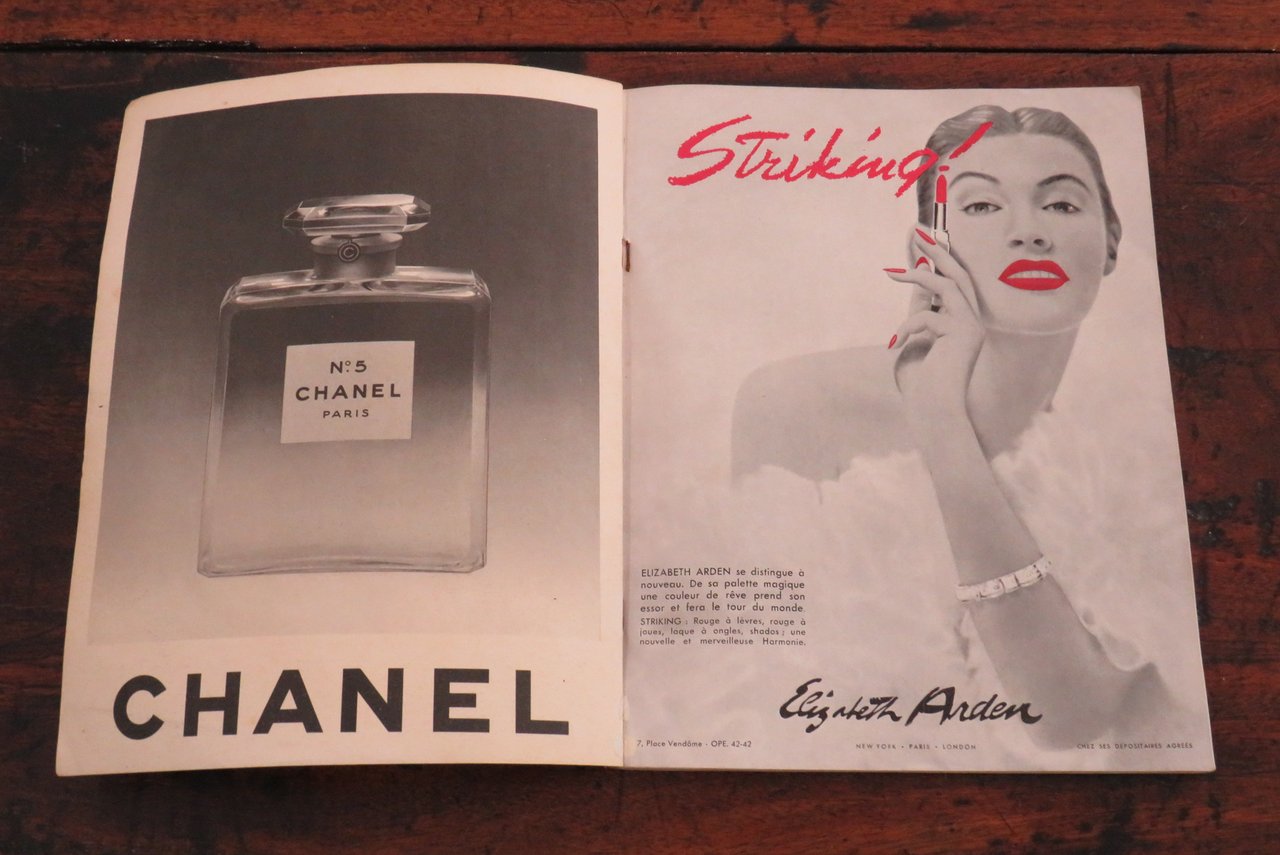 N°5
CHANEL
PARIS
CHANEL
Striking!
ELIZABETH ARDEN se distingue à
nouveau. De sa palette magique
une couleur de rêve prend son
essor et fera le tour du monde.
STRIKING : Rouge à lèvres, rouge à
joues, laque à ongles, shados ; une
nouvelle et merveilleuse Harmonie.
Elizabeth Arden
7, Place Vendôme · OPE. 42-42
NEW YORK · PARIS · LONDON
CHEZ SES DÉPOSITAIRES AGRÉÉS